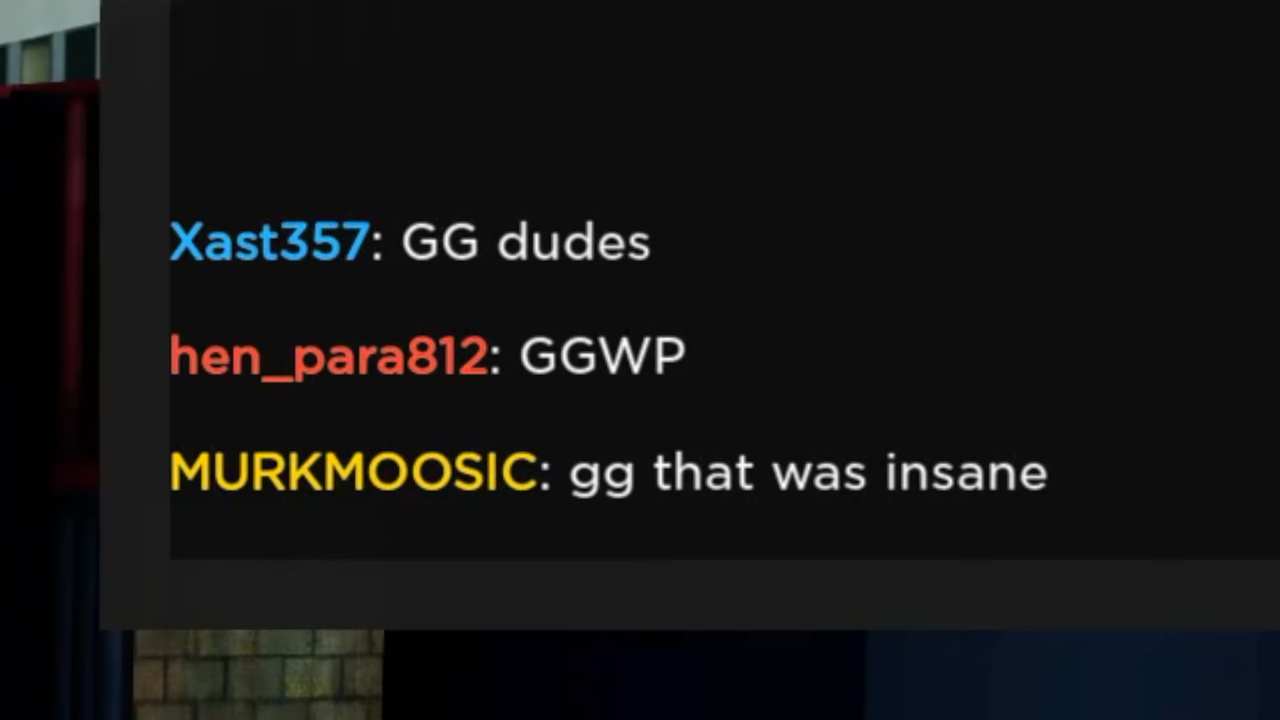 Xast357: GG dudes
hen_para812: GGWP
MURKMOOSIC: gg that was insane